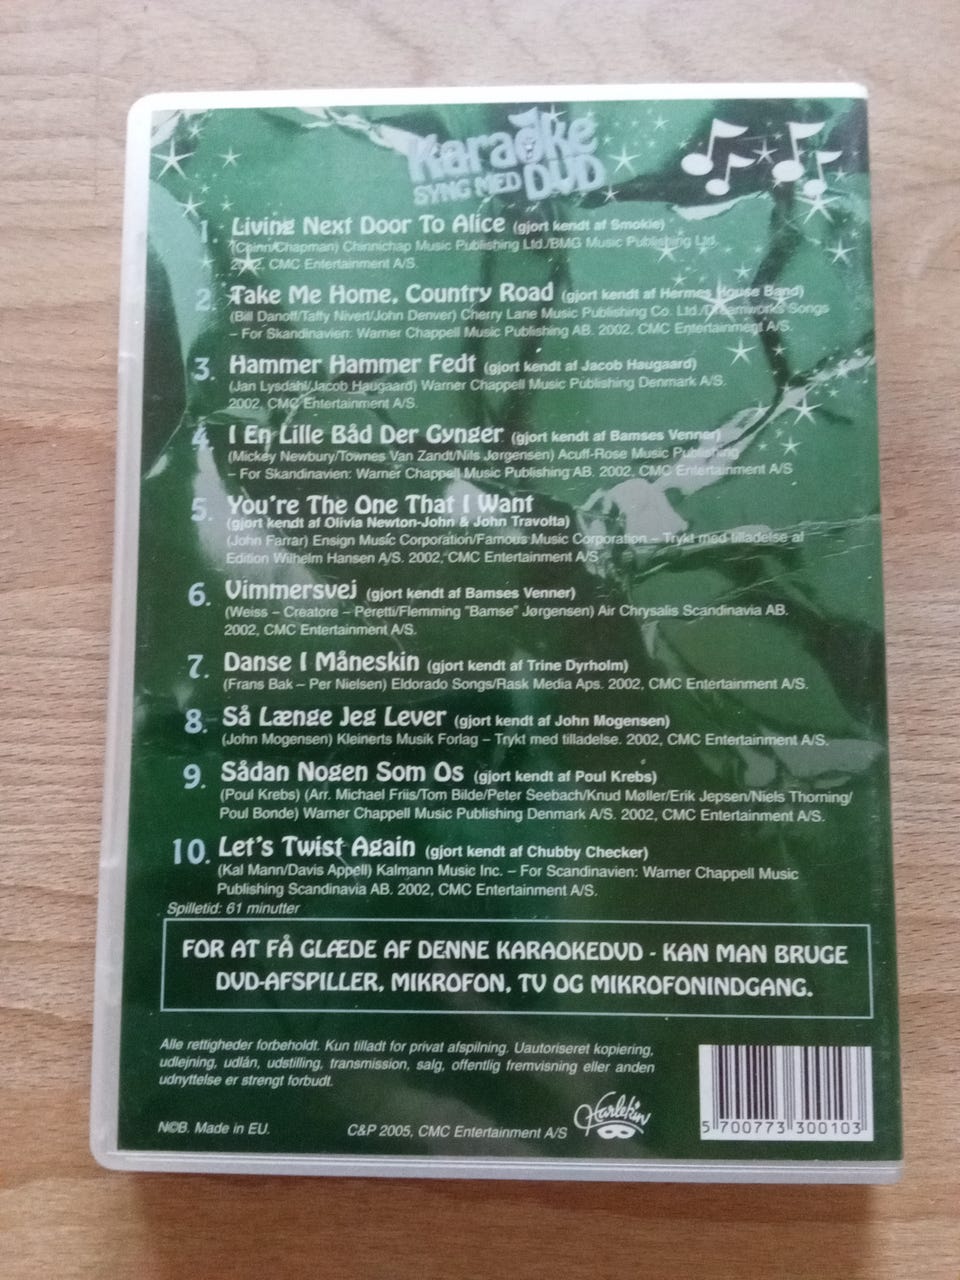 Karaoke
SYNG MED DVD
1. Living Next Door To Alice (gjort kendt af Smokie)
(Chinn/Chapman) Chinnichap Music Publishing Ltd./BMG Music Publishing Ltd.
2002, CMC Entertainment A/S.
2. Take Me Home, Country Road (gjort kendt af Hermes House Band)
(Bill Danoff/Taffy Nivert/John Denver) Cherry Lane Music Publishing Co. Ltd./Dreamworks Songs
– For Skandinavien: Warner Chappell Music Publishing AB. 2002, CMC Entertainment A/S.
3. Hammer Hammer Fedt (gjort kendt af Jacob Haugaard)
(Jan Lysdahl/Jacob Haugaard) Warner Chappell Music Publishing Denmark A/S.
2002, CMC Entertainment A/S.
4. I En Lille Båd Der Gynger (gjort kendt af Bamses Venner)
(Mickey Newbury/Townes Van Zandt/Nils Jørgensen) Acuff-Rose Music Publishing
– For Skandinavien: Warner Chappell Music Publishing AB. 2002, CMC Entertainment A/S
5. You're The One That I Want
(gjort kendt af Olivia Newton-John & John Travolta)
(John Farrar) Ensign Music Corporation/Famous Music Corporation – Trykt med tilladelse af
Edition Wilhelm Hansen A/S. 2002, CMC Entertainment A/S
6. Vimmersvej (gjort kendt af Bamses Venner)
(Weiss – Creatore – Peretti/Flemming "Bamse" Jørgensen) Air Chrysalis Scandinavia AB.
2002, CMC Entertainment A/S.
7. Danse I Måneskin (gjort kendt af Trine Dyrholm)
(Frans Bak – Per Nielsen) Eldorado Songs/Rask Media Aps. 2002, CMC Entertainment A/S.
8. Så Længe Jeg Lever (gjort kendt af John Mogensen)
(John Mogensen) Kleinerts Musik Forlag – Trykt med tilladelse. 2002, CMC Entertainment A/S.
9. Sådan Nogen Som Os (gjort kendt af Poul Krebs)
(Poul Krebs) (Arr. Michael Friis/Tom Bilde/Peter Seebach/Knud Møller/Erik Jepsen/Niels Thorning/
Poul Bonde) Warner Chappell Music Publishing Denmark A/S. 2002, CMC Entertainment A/S.
10. Let's Twist Again (gjort kendt af Chubby Checker)
(Kal Mann/Davis Appell) Kalmann Music Inc. – For Scandinavien: Warner Chappell Music
Publishing Scandinavia AB. 2002, CMC Entertainment A/S.
Spilletid: 61 minutter
FOR AT FÅ GLÆDE AF DENNE KARAOKEDVD - KAN MAN BRUGE
DVD-AFSPILLER, MIKROFON, TV OG MIKROFONINDGANG.
Alle rettigheder forbeholdt. Kun tilladt for privat afspilning. Uautoriseret kopiering,
udlejning, udlån, udstilling, transmission, salg, offentlig fremvisning eller anden
udnyttelse er strengt forbudt.
N©B. Made in EU.
C&P 2005, CMC Entertainment A/S
Harlekin
5 700773 300103